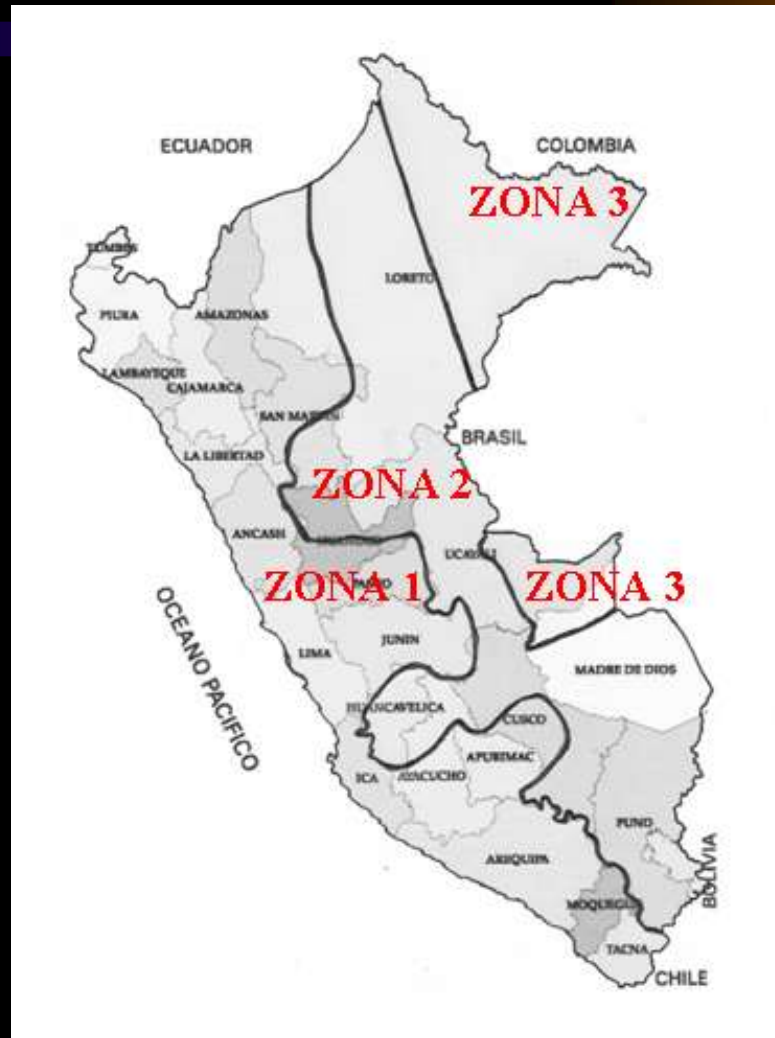 ECUADOR
COLOMBIA
ZONA 3
TUMBES
LORETO
PIURA
AMAZONAS
LAMBAYEQUE
CAJAMARCA
SAN MARTIN
BRASIL
LA LIBERTAD
ZONA 2
ANCASH
UCAYALI
ZONA 1
ZONA 3
PASCO
OCEANO PACIFICO
JUNIN
LIMA
MADRE DE DIOS
HUANCAVELICA
CUSCO
APURIMAC
ICA
AYACUCHO
PUNO
AREQUIPA
BOLIVIA
MOQUEGUA
TACNA
CHILE